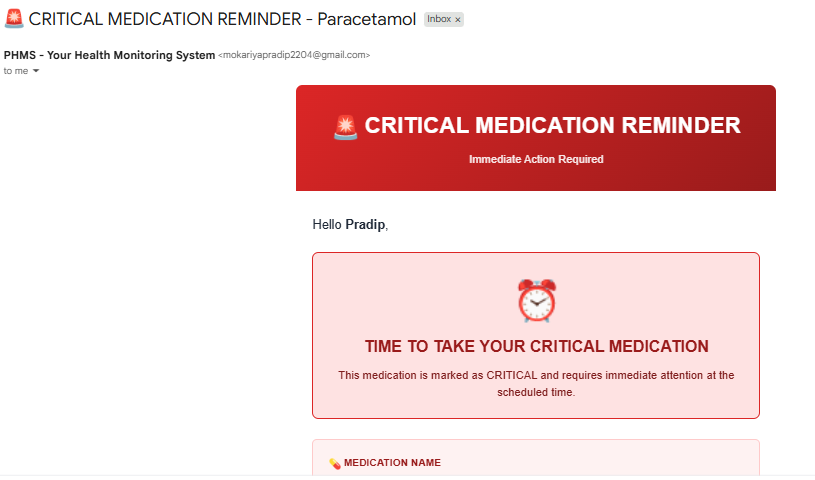 🚨 CRITICAL MEDICATION REMINDER - Paracetamol Inbox ×
PHMS - Your Health Monitoring System <mokariyapradip2204@gmail.com>
to me
🚨 CRITICAL MEDICATION REMINDER
Immediate Action Required
Hello Pradip,
⏰
TIME TO TAKE YOUR CRITICAL MEDICATION
This medication is marked as CRITICAL and requires immediate attention at the
scheduled time.
💊 MEDICATION NAME